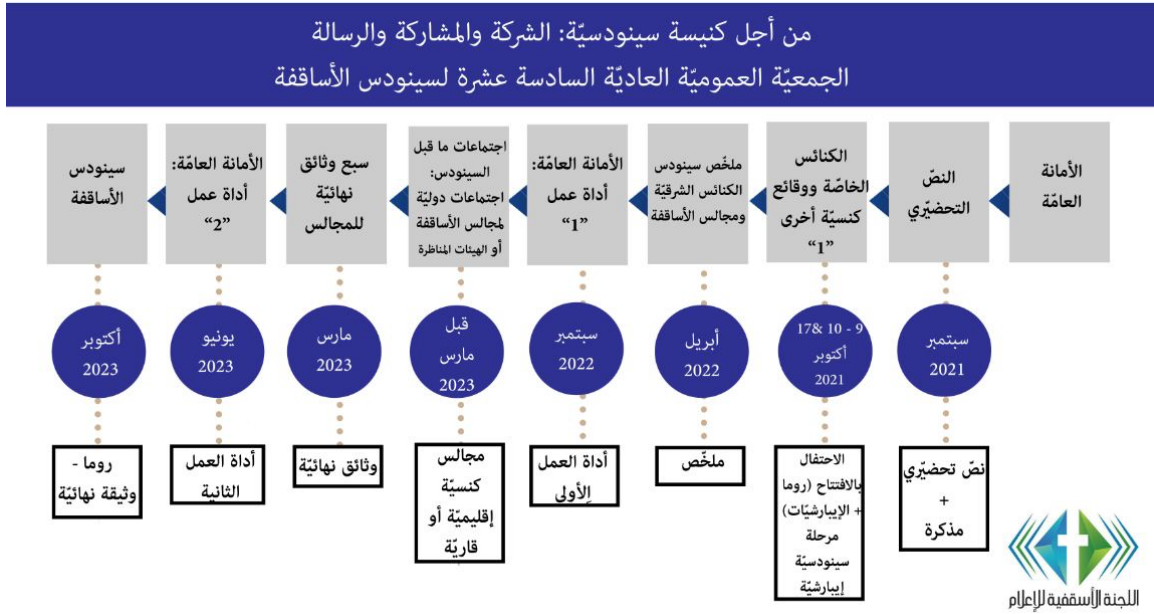 من أجل كنيسة سينودسيّة: الشركة والمشاركة والرسالة
الجمعيّة العموميّة العاديّة السادسة عشرة لسينودس الأساقفة
الأمانة
العامّة
النصّ
التحضيّري
الكنائس
الخاصّة ووقائع
كنسيّة أخرى
“1”
ملخّص سينودس
الكنائس الشرقيّة
ومجالس الأساقفة
الأمانة العامّة:
أداة عمل
“1”
اجتماعات ما قبل
السينودس:
اجتماعات دوليّة
لمجالس الأساقفة
أو الهيئات المناظرة
سبع وثائق
نهائيّة
للمجالس
الأمانة العامّة:
أداة عمل
“2”
سينودس
الأساقفة
سبتمبر
2021
9 - 10 &17
أكتوبر
2021
أبريل
2022
سبتمبر
2022
قبل
مارس
2023
مارس
2023
يونيو
2023
أكتوبر
2023
نصّ تحضيّري
+
مذكرة
الاحتفال
بالافتتاح (روما
+ الإيبارشيّات)
مرحلة
سينودسيّة
إيبارشيّة
ملخّص
أداة العمل
الأولى
مجالس
كنسيّة
إقليميّة أو
قاريّة
وثائق نهائيّة
أداة العمل
الثانية
روما -
وثيقة نهائيّة
اللجنة الأسقفية للإعلام